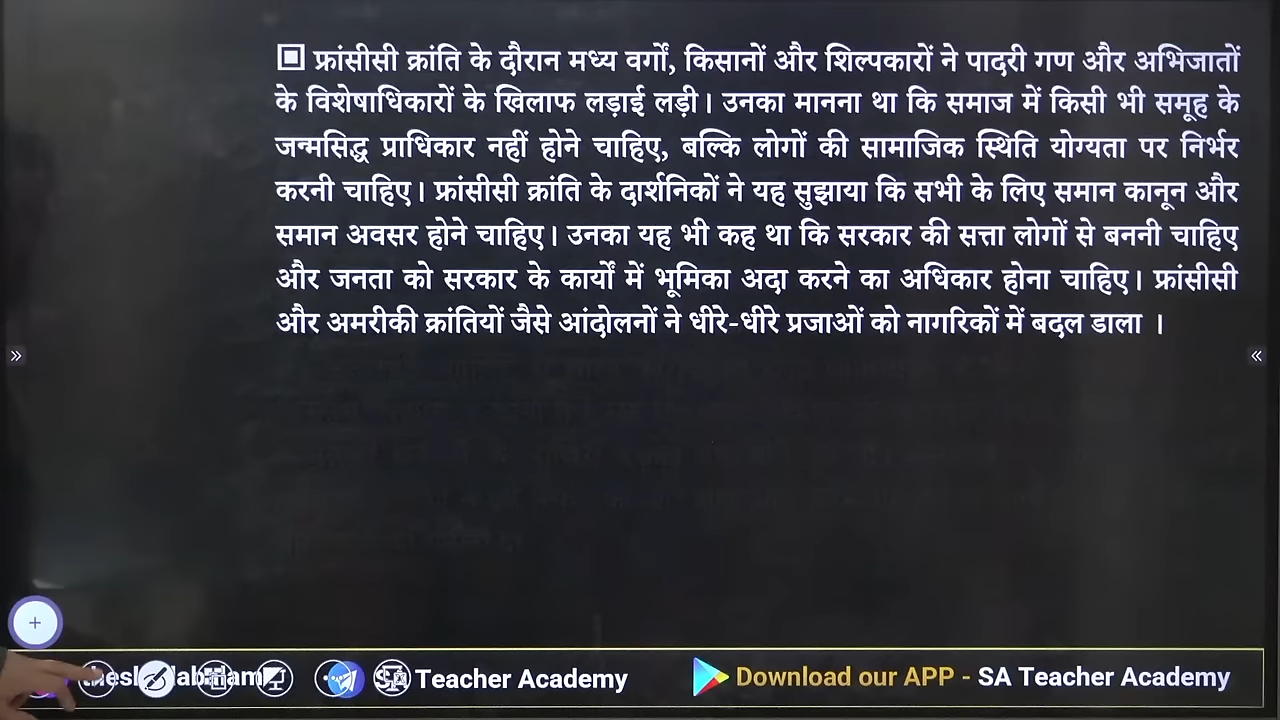 फ्रांसीसी क्रांति के दौरान मध्य वर्गों, किसानों और शिल्पकारों ने पादरी गण और अभिजातों
के विशेषाधिकारों के खिलाफ लड़ाई लड़ी। उनका मानना था कि समाज में किसी भी समूह के
जन्मसिद्ध प्राधिकार नहीं होने चाहिए, बल्कि लोगों की सामाजिक स्थिति योग्यता पर निर्भर
करनी चाहिए। फ्रांसीसी क्रांति के दार्शनिकों ने यह सुझाया कि सभी के लिए समान कानून और
समान अवसर होने चाहिए। उनका यह भी कह था कि सरकार की सत्ता लोगों से बननी चाहिए
और जनता को सरकार के कार्यों में भूमिका अदा करने का अधिकार होना चाहिए। फ्रांसीसी
और अमरीकी क्रांतियों जैसे आंदोलनों ने धीरे-धीरे प्रजाओं को नागरिकों में बदल डाला ।
Teacher Academy
Download our APP - SA Teacher Academy